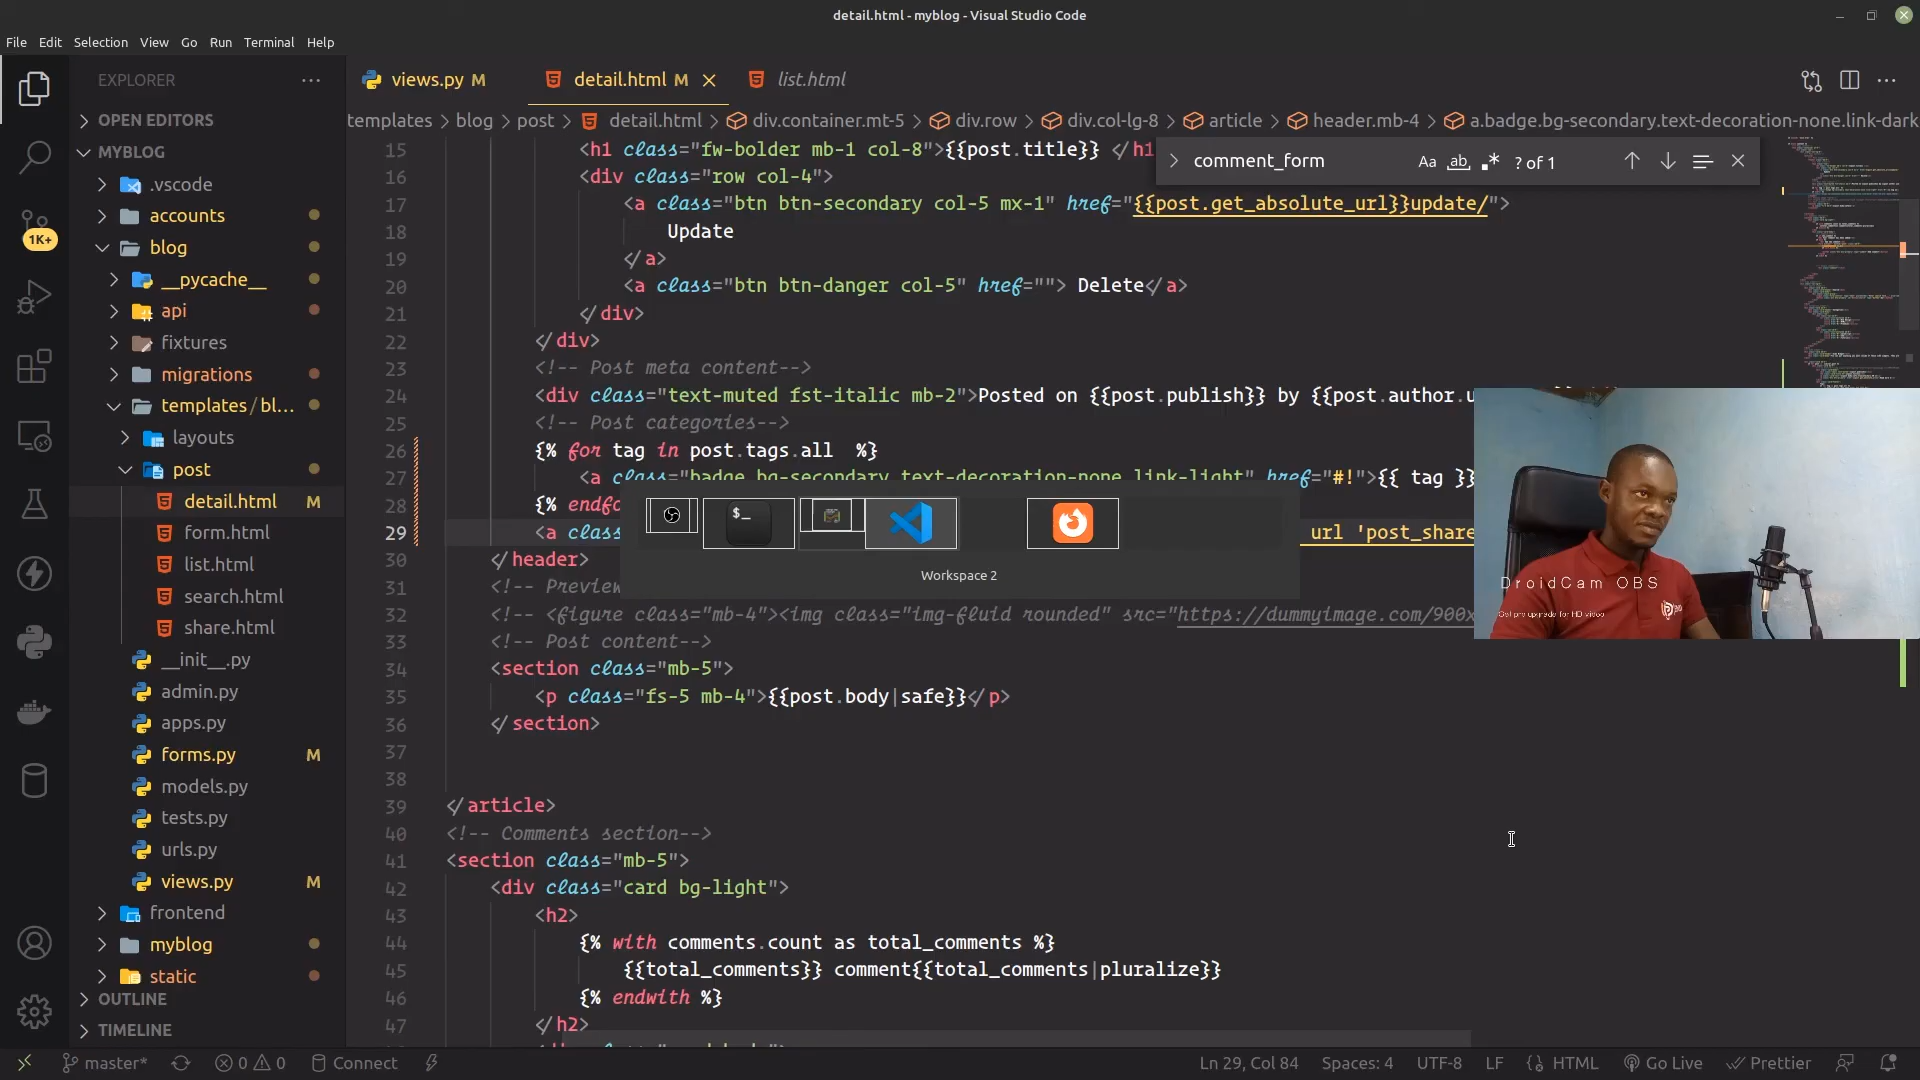 detail.html - myblog - Visual Studio Code
File Edit Selection View Go Run Terminal Help
EXPLORER
OPEN EDITORS
MYBLOG
.vscode
accounts
blog
__pycache__
api
fixtures
migrations
templates/bl...
layouts
post
detail.html M
form.html
list.html
search.html
share.html
__init__.py
admin.py
apps.py
forms.py M
models.py
tests.py
urls.py
views.py M
frontend
myblog
static
OUTLINE
TIMELINE
1K+
views.py M detail.html M list.html
templates > blog > post > detail.html > div.container.mt-5 > div.row > div.col-lg-8 > article > header.mb-4 > a.badge.bg-secondary.text-decoration-none.link-dark
comment_form Aa ab .* ? of 1
15 <h1 class="fw-bolder mb-1 col-8">{{post.title}} </h1
16 <div class="row col-4">
17 <a class="btn btn-secondary col-5 mx-1" href="{{post.get_absolute_url}}update/">
18 Update
19 </a>
20 <a class="btn btn-danger col-5" href=""> Delete</a>
21 </div>
22 </div>
23 <!-- Post meta content-->
24 <div class="text-muted fst-italic mb-2">Posted on {{post.publish}} by {{post.author.u
25 <!-- Post categories-->
26 {% for tag in post.tags.all %}
27 <a class="badge bg-secondary text-decoration-none link-light" href="#!">{{ tag }}
28 {% endfo
29 <a class url 'post_share
30 </header>
31 <!-- Preview
32 <!-- <figure class="mb-4"><img class="img-fluid rounded" src="https://dummyimage.com/900x
33 <!-- Post content-->
34 <section class="mb-5">
35 <p class="fs-5 mb-4">{{post.body|safe}}</p>
36 </section>
37
38
39 </article>
40 <!-- Comments section-->
41 <section class="mb-5">
42 <div class="card bg-light">
43 <h2>
44 {% with comments.count as total_comments %}
45 {{total_comments}} comment{{total_comments|pluralize}}
46 {% endwith %}
47 </h2>
$_
Workspace 2
DroidCam OBS
Get pro upgrade for HD video
master* 0 0 Connect Ln 29, Col 84 Spaces: 4 UTF-8 LF HTML Go Live Prettier